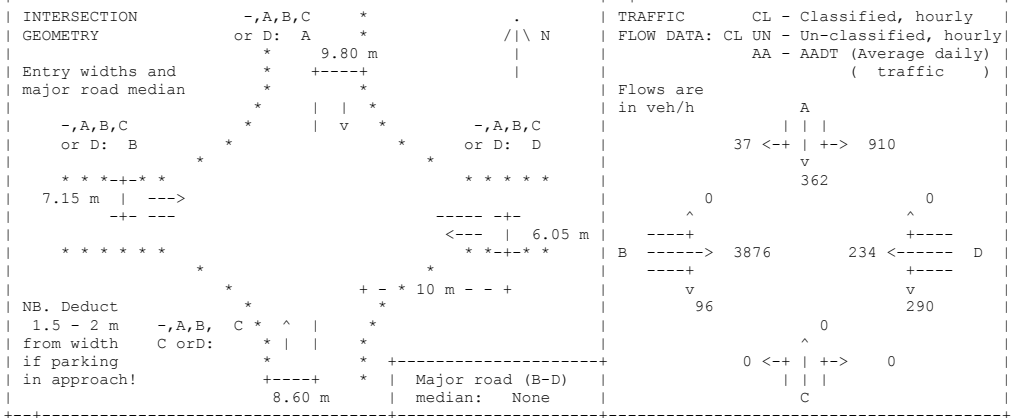 INTERSECTION -,A,B,C * . TRAFFIC CL - Classified, hourly
GEOMETRY or D: A * /|\ N FLOW DATA: CL UN - Un-classified, hourly
* 9.80 m | AA - AADT (Average daily)
Entry widths and * +----+ | ( traffic )
major road median * * Flows are
* | | * in veh/h A
-,A,B,C * | v * -,A,B,C | | |
or D: B * * or D: D 37 <-+ | +-> 910
* * v
* * *-+-* * * * * * * 362
7.15 m | ---> 0 0
-+- --- ----- -+- ^ ^
<--- | 6.05 m ----+ +----
* * * * * * * *-+-* * B ------> 3876 234 <------ D
* * ----+ +----
* + - * 10 m - - + v v
NB. Deduct * * 96 290
1.5 - 2 m -,A,B, C * ^ | * 0
from width C orD: * | | * ^
if parking * * +---------------------+ 0 <-+ | +-> 0
in approach! +----+ * | Major road (B-D) | | |
8.60 m | median: None C